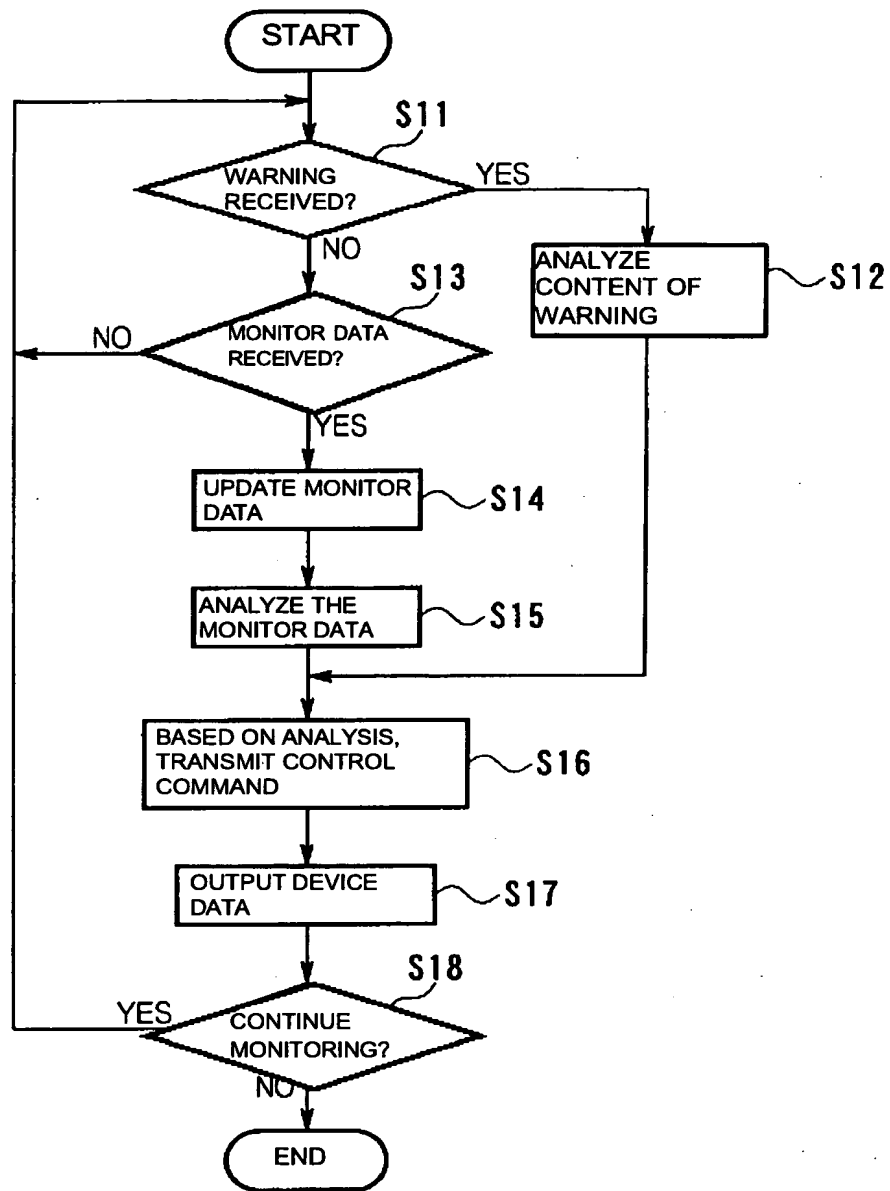 START
S11
WARNING
RECEIVED?
YES
NO
ANALYZE
CONTENT OF
WARNING
S12
S13
MONITOR DATA
RECEIVED?
NO
YES
UPDATE MONITOR
DATA
S14
ANALYZE THE
MONITOR DATA
S15
BASED ON ANALYSIS,
TRANSMIT CONTROL
COMMAND
S16
OUTPUT DEVICE
DATA
S17
S18
YES
CONTINUE
MONITORING?
NO
END